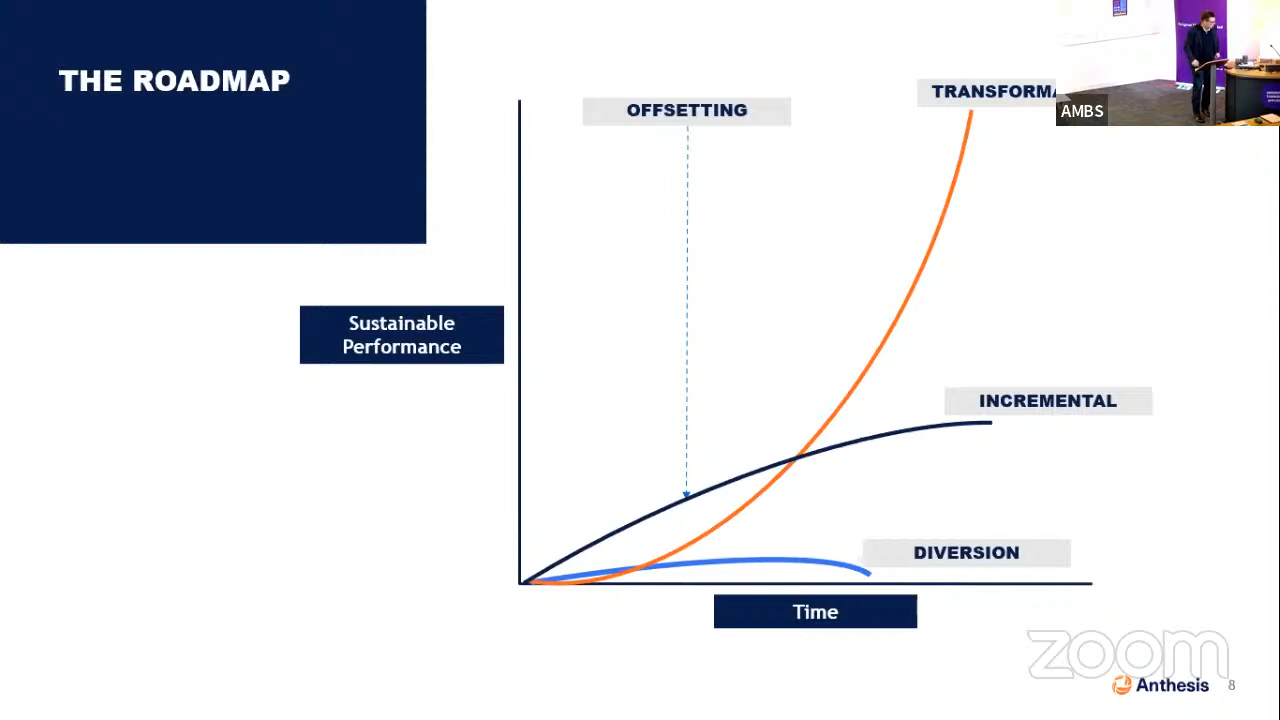 THE ROADMAP
OFFSETTING
TRANSFORMA
AMBS
Sustainable
Performance
INCREMENTAL
DIVERSION
Time
zoom
Anthesis
8